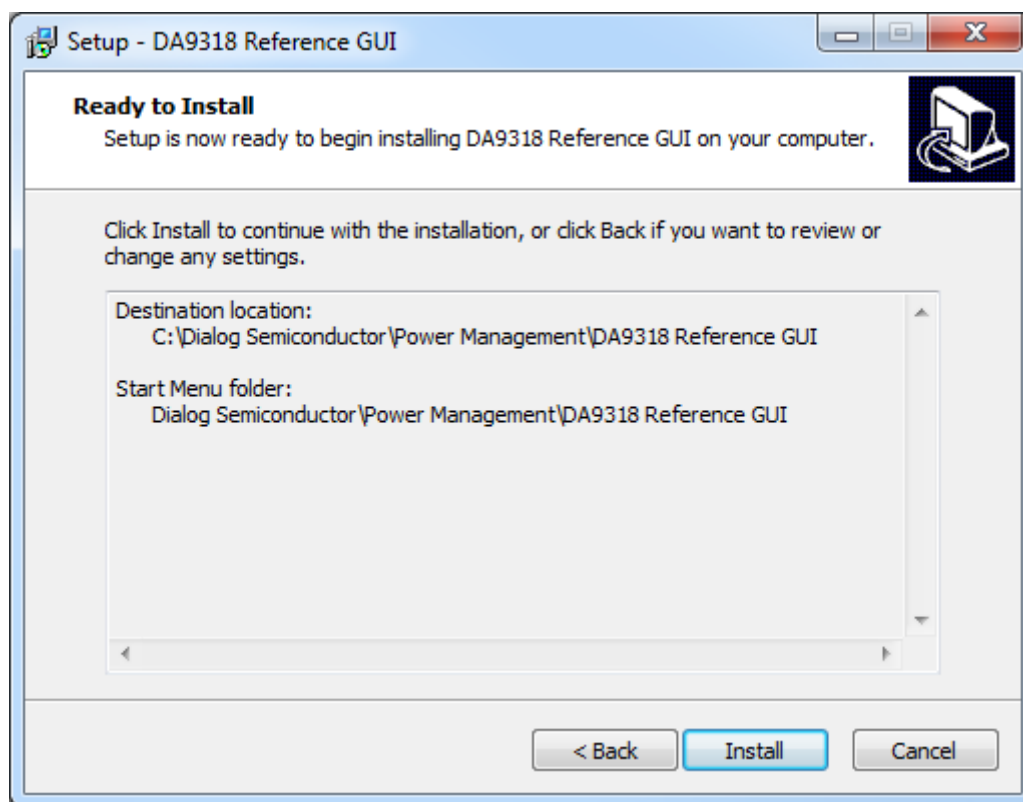 Setup - DA9318 Reference GUI
Ready to Install
Setup is now ready to begin installing DA9318 Reference GUI on your computer.
Click Install to continue with the installation, or click Back if you want to review or
change any settings.
Destination location:
C:\Dialog Semiconductor\Power Management\DA9318 Reference GUI
Start Menu folder:
Dialog Semiconductor\Power Management\DA9318 Reference GUI
< Back
Install
Cancel